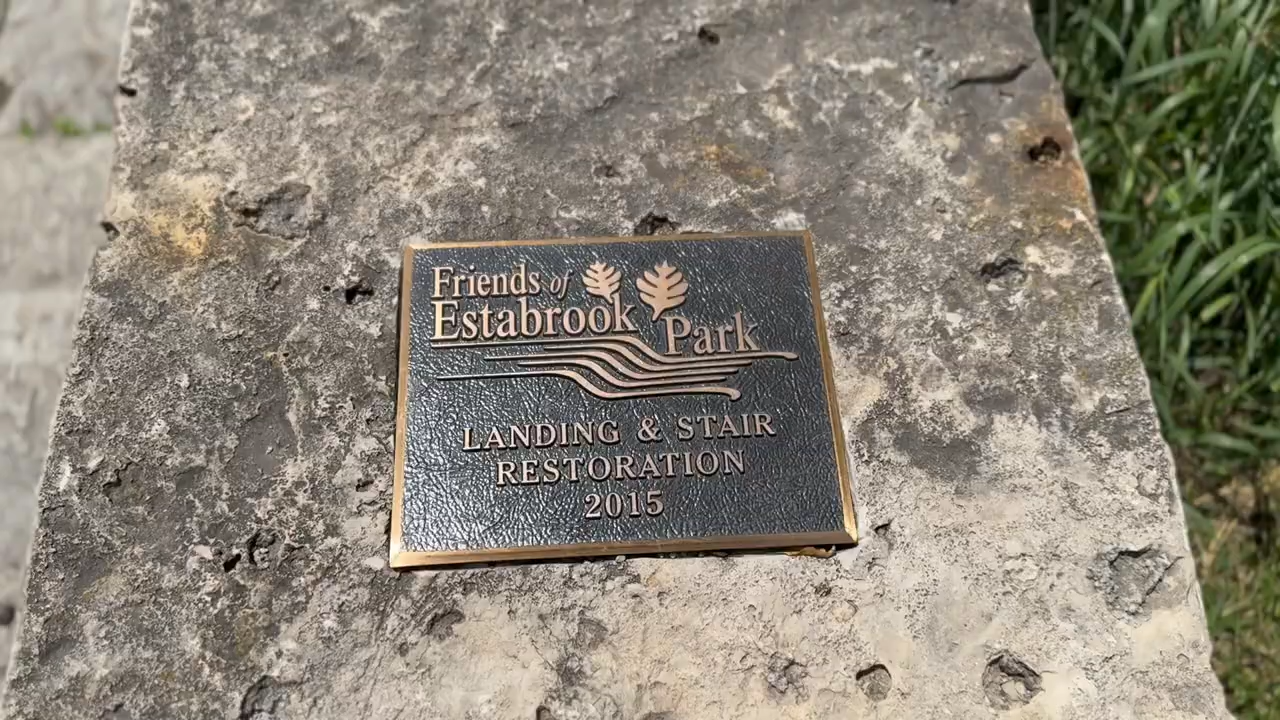 Friends of
Estabrook
Park
LANDING & STAIR
RESTORATION
2015